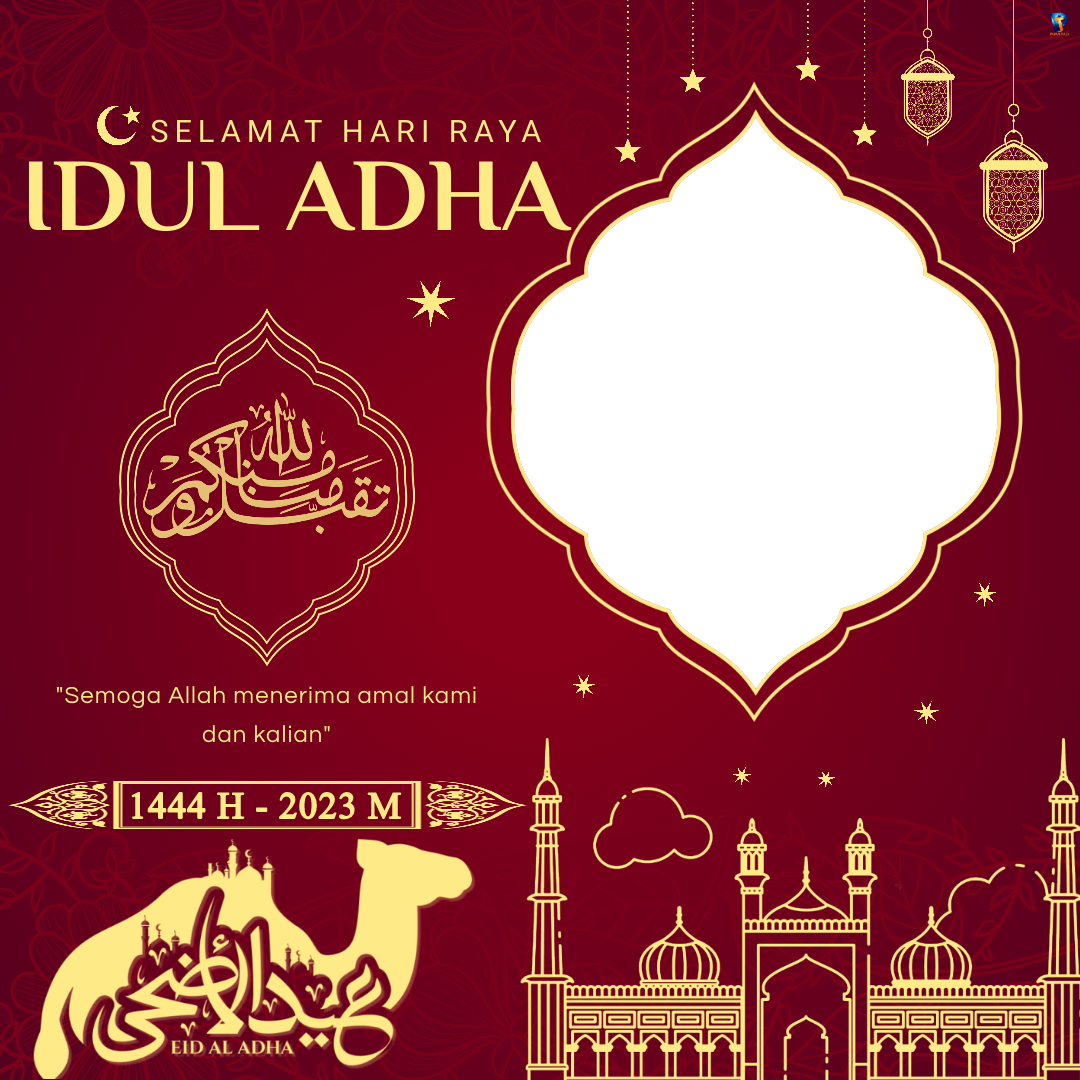 SELAMAT HARI RAYA
IDUL ADHA
تقبل الله منا ومنكم
"Semoga Allah menerima amal kami
dan kalian"
1444 H - 2023 M
عيد الأضحى
EID AL ADHA